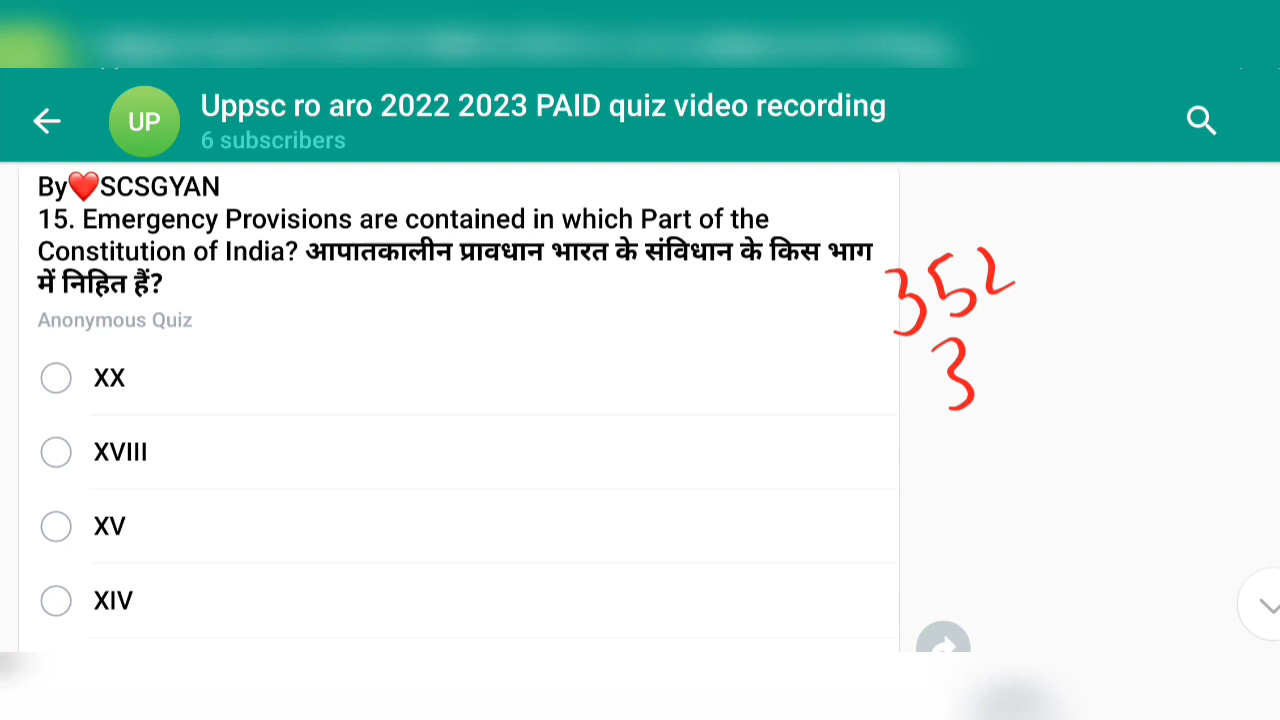 Uppsc ro aro 2022 2023 PAID quiz video recording
UP
6 subscribers
By❤️SCSGYAN
15. Emergency Provisions are contained in which Part of the
Constitution of India? आपातकालीन प्रावधान भारत के संविधान के किस भाग
में निहित हैं?
Anonymous Quiz
352
3
XX
XVIII
XV
XIV